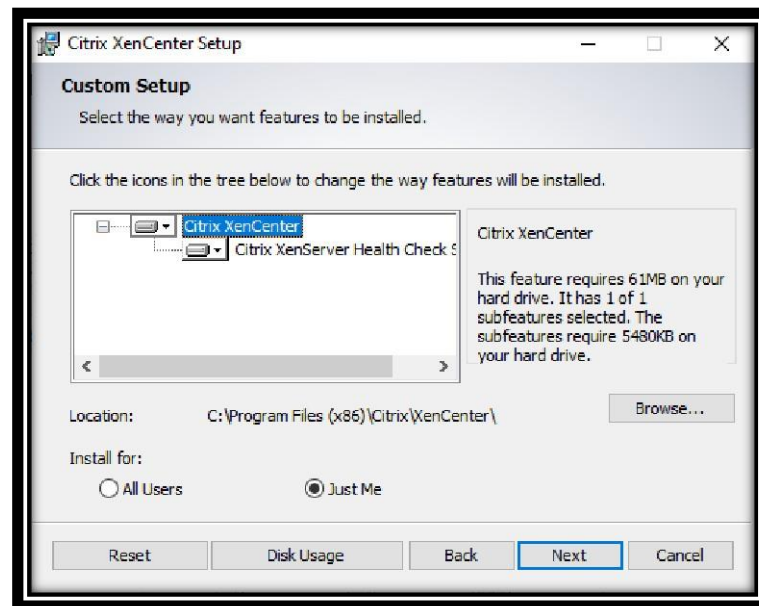 Citrix XenCenter Setup
Custom Setup
Select the way you want features to be installed.
Click the icons in the tree below to change the way features will be installed.
Citrix XenCenter
Citrix XenServer Health Check S
Citrix XenCenter
This feature requires 61MB on your
hard drive. It has 1 of 1
subfeatures selected. The
subfeatures require 5480KB on
your hard drive.
Location: C:\Program Files (x86)\Citrix\XenCenter\ Browse...
Install for:
All Users Just Me
Reset Disk Usage Back Next Cancel